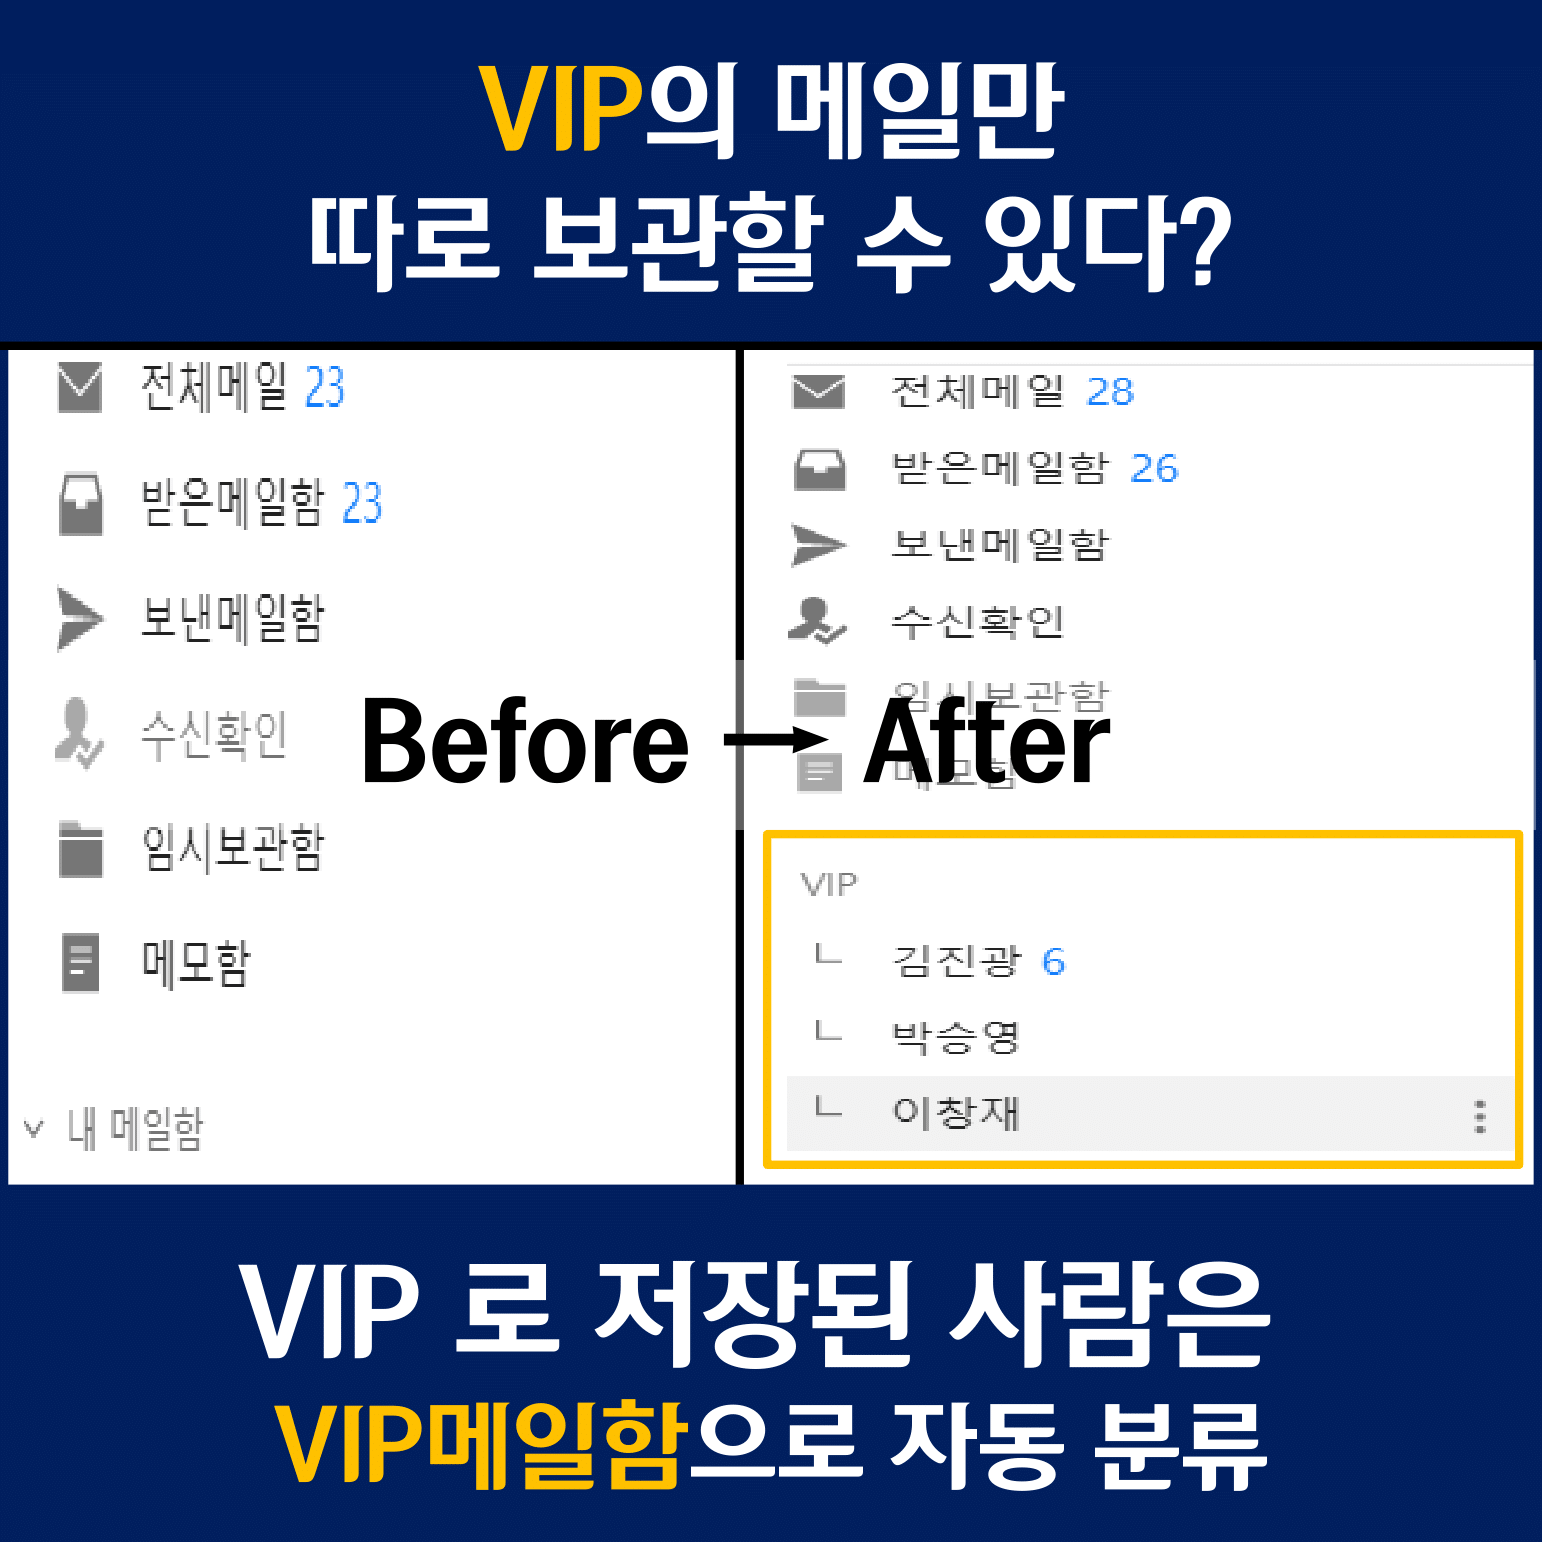 VIP의 메일만
따로 보관할 수 있다?
전체메일 23
받은메일함 23
보낸메일함
수신확인
임시보관함
메모함
내 메일함
Before → After
전체메일 28
받은메일함 26
보낸메일함
수신확인
임시보관함
메모함
VIP
ㄴ 김진광 6
ㄴ 박승영
ㄴ 이창재
VIP 로 저장된 사람은
VIP메일함으로 자동 분류